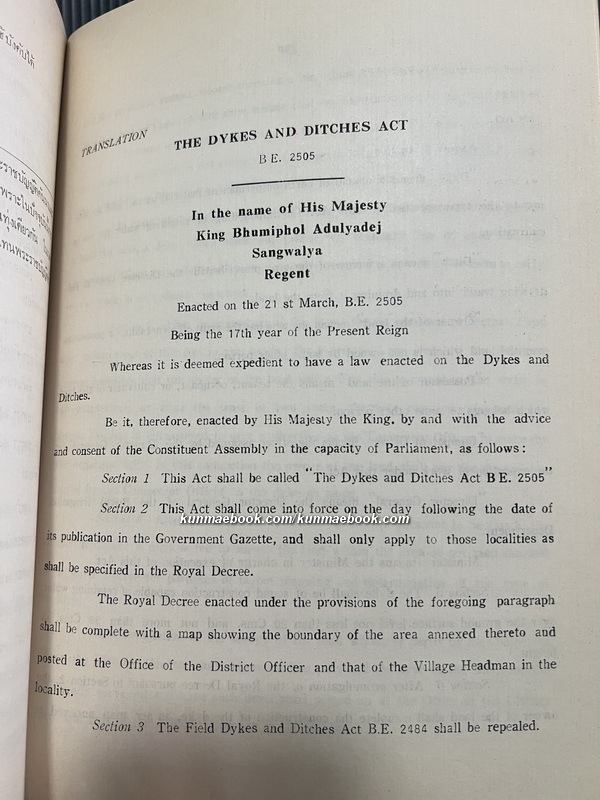 ช้บังคับได้
TRANSLATION
THE DYKES AND DITCHES ACT
B E. 2505
In the name of His Majesty
King Bhumiphol Adulyadej
Sangwalya
Regent
Enacted on the 21 st March, B.E. 2505
Being the 17th year of the Present Reign
Whereas it is deemed expedient to have a law enacted on the Dykes and
Ditches.
Be it, therefore, enacted by His Majesty the King, by and with the advice
and consent of the Constituent Assembly in the capacity of Parliament, as follows :
Section 1 This Act shall be called "The Dykes and Ditches Act B E. 2505"
Section 2 This Act shall come into force on the day following the date of
kunmaebook.com/kunmaebook.com
its publication in the Government Gazette, and shall only apply to those localities as
shall be specified in the Royal Decree.
The Royal Decree enacted under the provisions of the foregoing paragraph
shall be complete with a map showing the boundary of the area annexed thereto and
posted at the Office of the District Officer and that of the Village Headman in the
locality.
Section 3 The Field Dykes and Ditches Act B.E. 2484 shall be repealed.